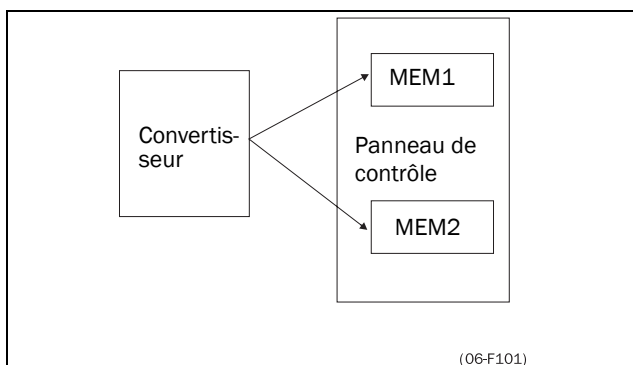 Convertis-
seur
MEM1
Panneau de
contrôle
MEM2
(06-F101)